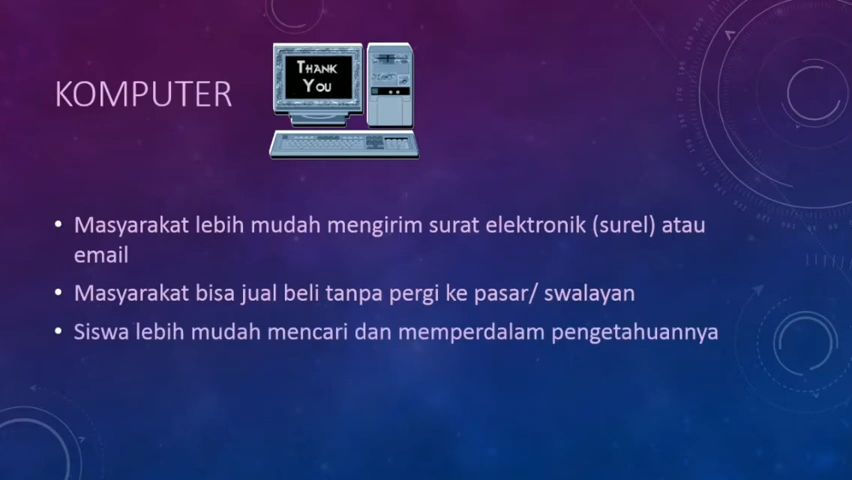 KOMPUTER
THANK
YOU
• Masyarakat lebih mudah mengirim surat elektronik (surel) atau
email
• Masyarakat bisa jual beli tanpa pergi ke pasar/ swalayan
• Siswa lebih mudah mencari dan memperdalam pengetahuannya